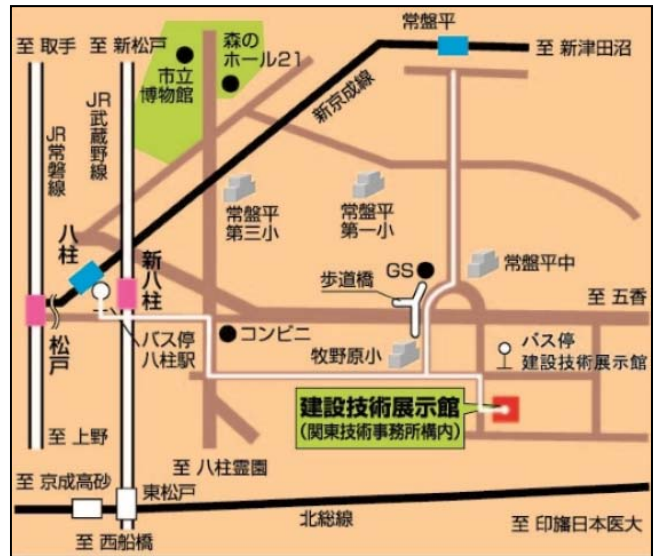 常盤平
至 取手
至 新松戸
至 新津田沼
森の
ホール21
市立
博物館
新京成線
JR武蔵野線
JR常磐線
常盤平
第三小
常盤平
第一小
八柱
新八柱
GS
常盤平中
歩道橋
至 五香
松戸
バス停
八柱駅
コンビニ
牧野原小
バス停
建設技術展示館
建設技術展示館
(関東技術事務所構内)
至 上野
至 八柱霊園
至 京成高砂
東松戸
北総線
至 西船橋
至 印旛日本医大